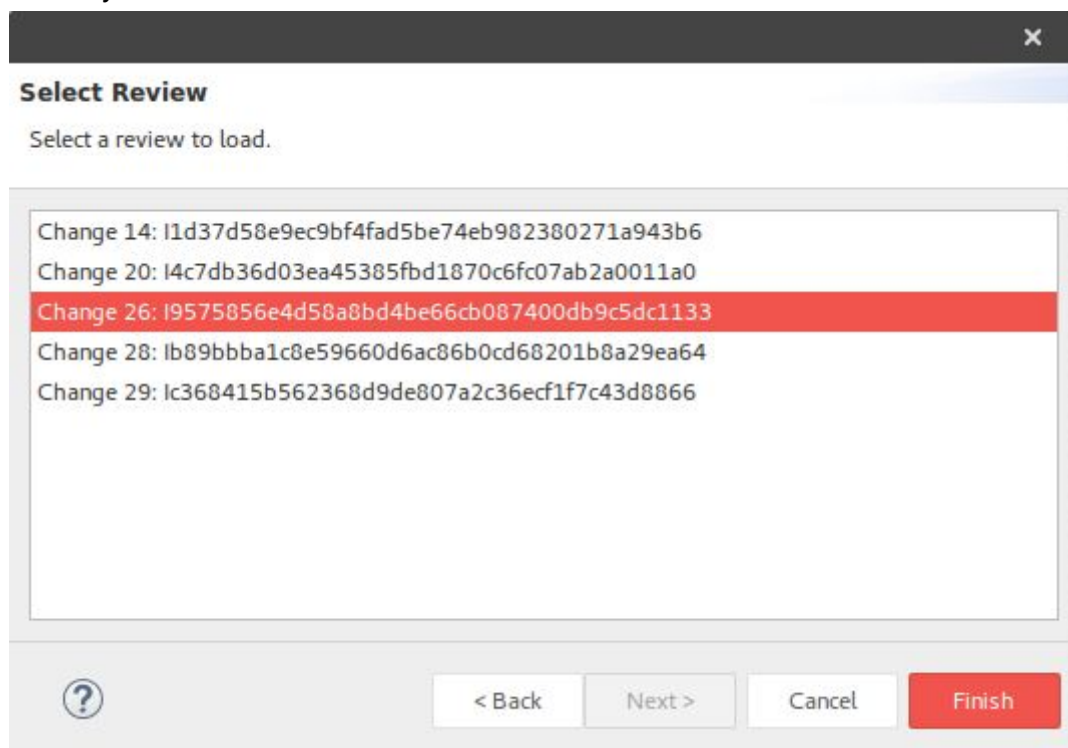 Select Review
Select a review to load.
Change 14: I1d37d58e9ec9bf4fad5be74eb982380271a943b6
Change 20: I4c7db36d03ea45385fbd1870c6fc07ab2a0011a0
Change 26: I9575856e4d58a8bd4be66cb087400db9c5dc1133
Change 28: Ib89bbba1c8e59660d6ac86b0cd68201b8a29ea64
Change 29: Ic368415b562368d9de807a2c36ecf1f7c43d8866
? < Back Next > Cancel Finish